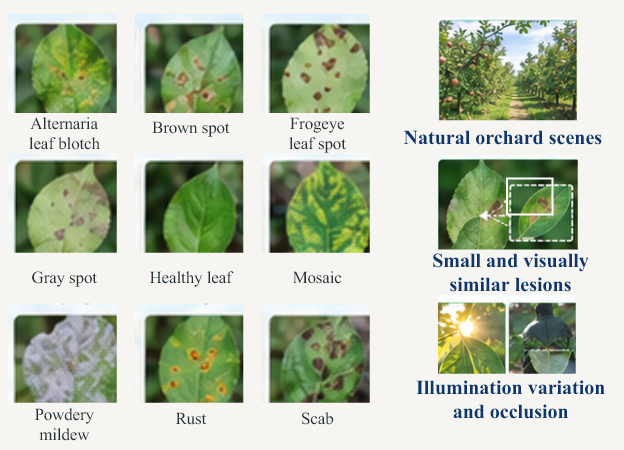 Alternaria
leaf blotch
Brown spot
Frogeye
leaf spot
Natural orchard scenes
Gray spot
Healthy leaf
Mosaic
Small and visually
similar lesions
Powdery
mildew
Rust
Scab
Illumination variation
and occlusion